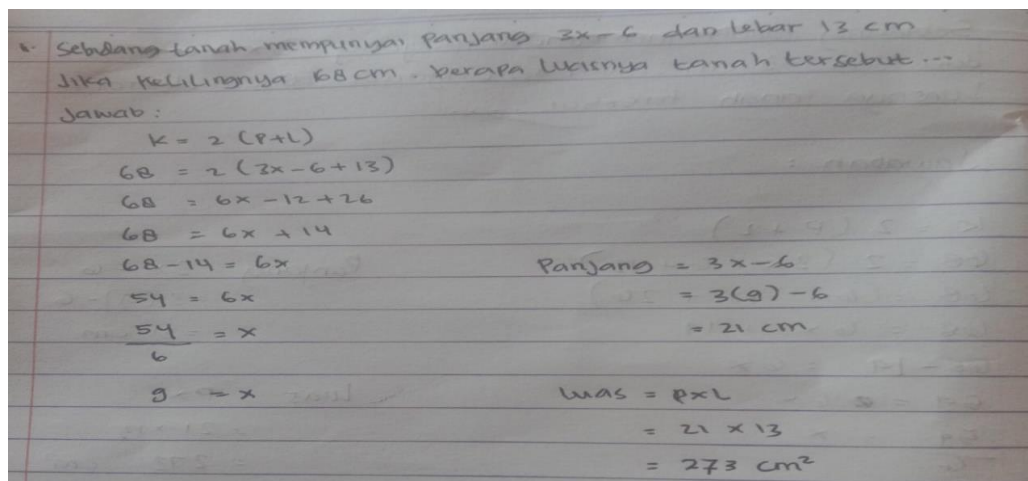 1. Sebidang tanah mempunyai panjang 3x-6 dan lebar 13 cm
Jika kelilingnya 68 cm. berapa luasnya tanah tersebut ...
Jawab :
K = 2 (P+L)
68 = 2 (3x-6+13)
68 = 6x-12+26
68 = 6x+14
68-14 = 6x
54 = 6x
54/6 = x
9 = x
Panjang = 3x-6
= 3(9)-6
= 21 cm
Luas = PxL
= 21 x 13
= 273 cm²